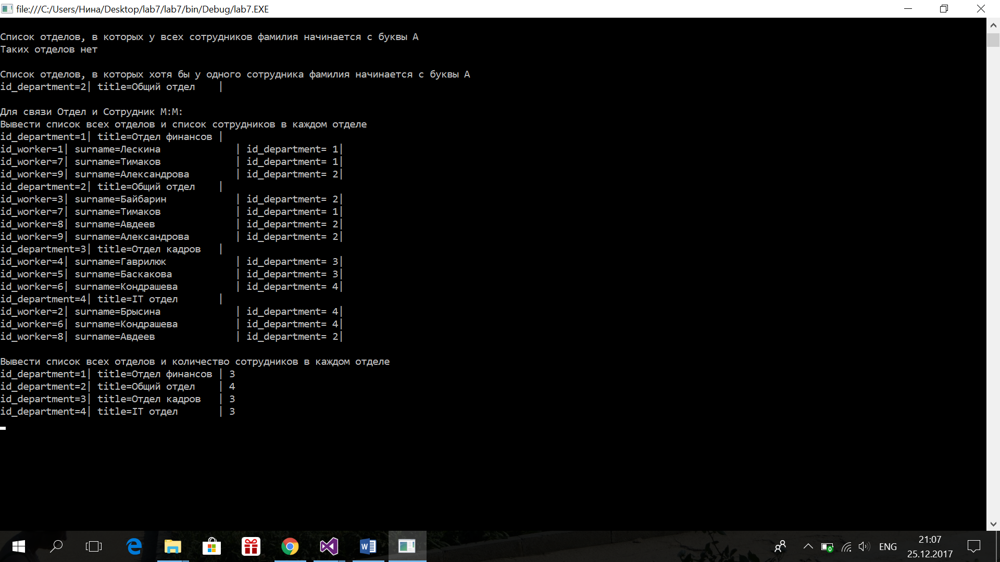 file:///C:/Users/Нина/Desktop/lab7/lab7/bin/Debug/lab7.EXE
Список отделов, в которых у всех сотрудников фамилия начинается с буквы А
Таких отделов нет
Список отделов, в которых хотя бы у одного сотрудника фамилия начинается с буквы А
id_department=2| title=Общий отдел    |
Для связи Отдел и Сотрудник М:М:
Вывести список всех отделов и список сотрудников в каждом отделе
id_department=1| title=Отдел финансов |
id_worker=1| surname=Лескина             | id_department= 1|
id_worker=7| surname=Тимаков             | id_department= 1|
id_worker=9| surname=Александрова        | id_department= 2|
id_department=2| title=Общий отдел    |
id_worker=3| surname=Байбарин            | id_department= 2|
id_worker=7| surname=Тимаков             | id_department= 1|
id_worker=8| surname=Авдеев              | id_department= 2|
id_worker=9| surname=Александрова        | id_department= 2|
id_department=3| title=Отдел кадров   |
id_worker=4| surname=Гаврилюк            | id_department= 3|
id_worker=5| surname=Баскакова           | id_department= 3|
id_worker=6| surname=Кондрашева          | id_department= 4|
id_department=4| title=IT отдел       |
id_worker=2| surname=Брысина             | id_department= 4|
id_worker=6| surname=Кондрашева          | id_department= 4|
id_worker=8| surname=Авдеев              | id_department= 2|
Вывести список всех отделов и количество сотрудников в каждом отделе
id_department=1| title=Отдел финансов | 3
id_department=2| title=Общий отдел    | 4
id_department=3| title=Отдел кадров   | 3
id_department=4| title=IT отдел       | 3
ENG
21:07
25.12.2017